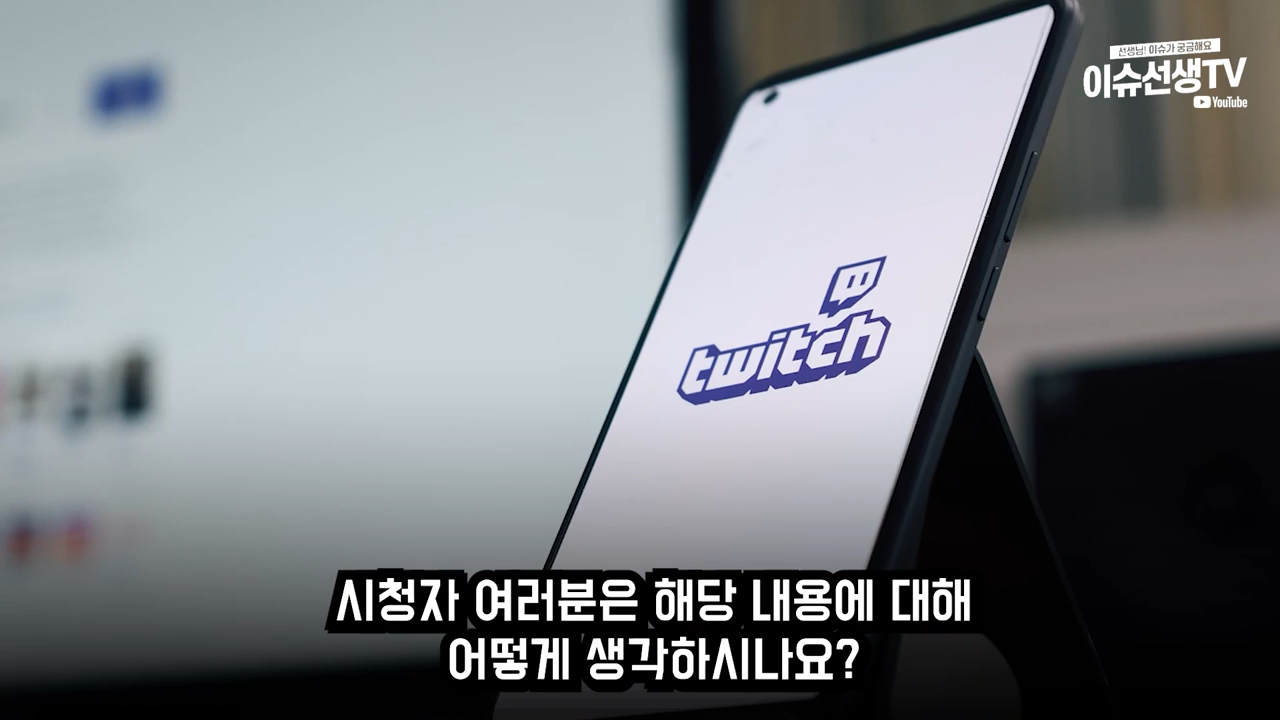 선생님! 이슈가 궁금해요
이슈선생TV
YouTube
twitch
시청자 여러분은 해당 내용에 대해
어떻게 생각하시나요?